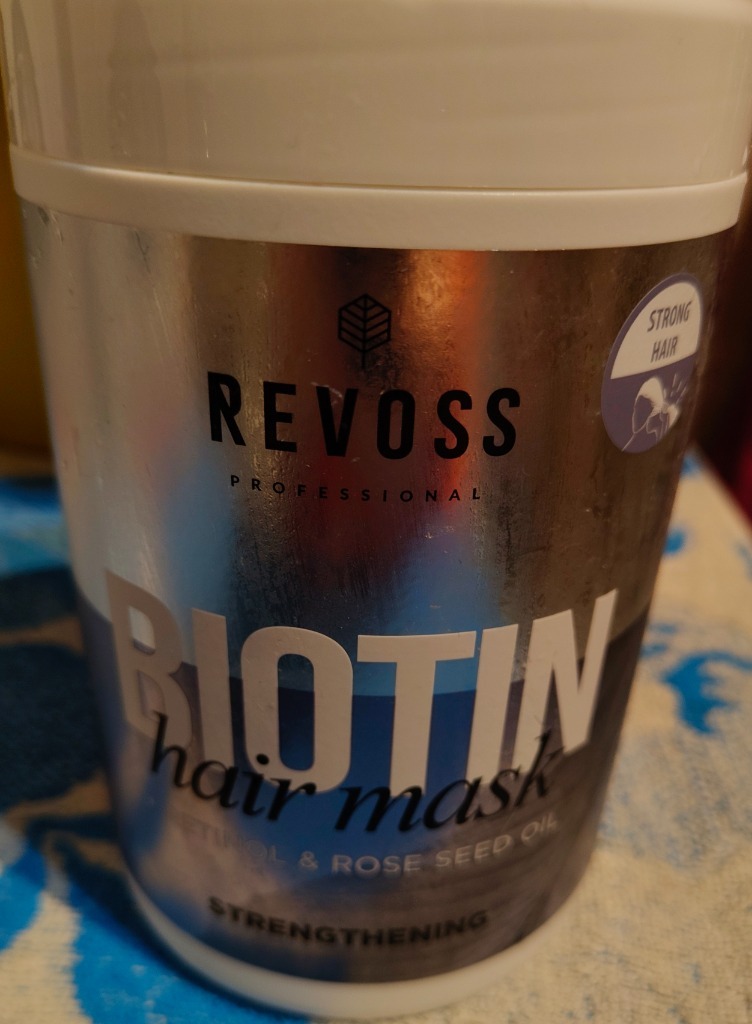 STRONG
HAIR
REVOSS
PROFESSIONAL
BIOTIN
hair mask
& ROSE SEED OIL
STRENGTHENING